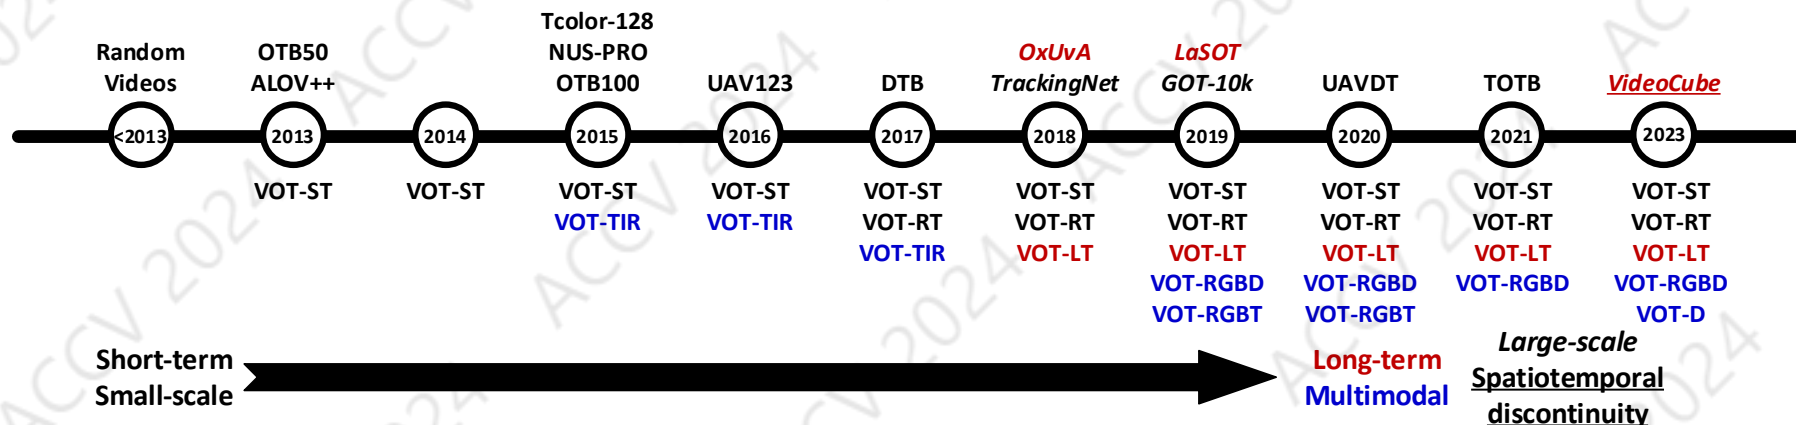 Tcolor-128
Random OTB50 NUS-PRO OxUvA LaSOT
Videos ALOV++ OTB100 UAV123 DTB TrackingNet GOT-10k UAVDT TOTB VideoCube
<2013 2013 2014 2015 2016 2017 2018 2019 2020 2021 2023
VOT-ST VOT-ST VOT-ST VOT-ST VOT-ST VOT-ST VOT-ST VOT-ST VOT-ST VOT-ST
VOT-TIR VOT-TIR VOT-RT VOT-RT VOT-RT VOT-RT VOT-RT VOT-RT
VOT-TIR VOT-LT VOT-LT VOT-LT VOT-LT VOT-LT
VOT-RGBD VOT-RGBD VOT-RGBD VOT-RGBD
VOT-RGBT VOT-RGBT VOT-D
Short-term Long-term Large-scale
Small-scale Multimodal Spatiotemporal
discontinuity
ACCV 2024